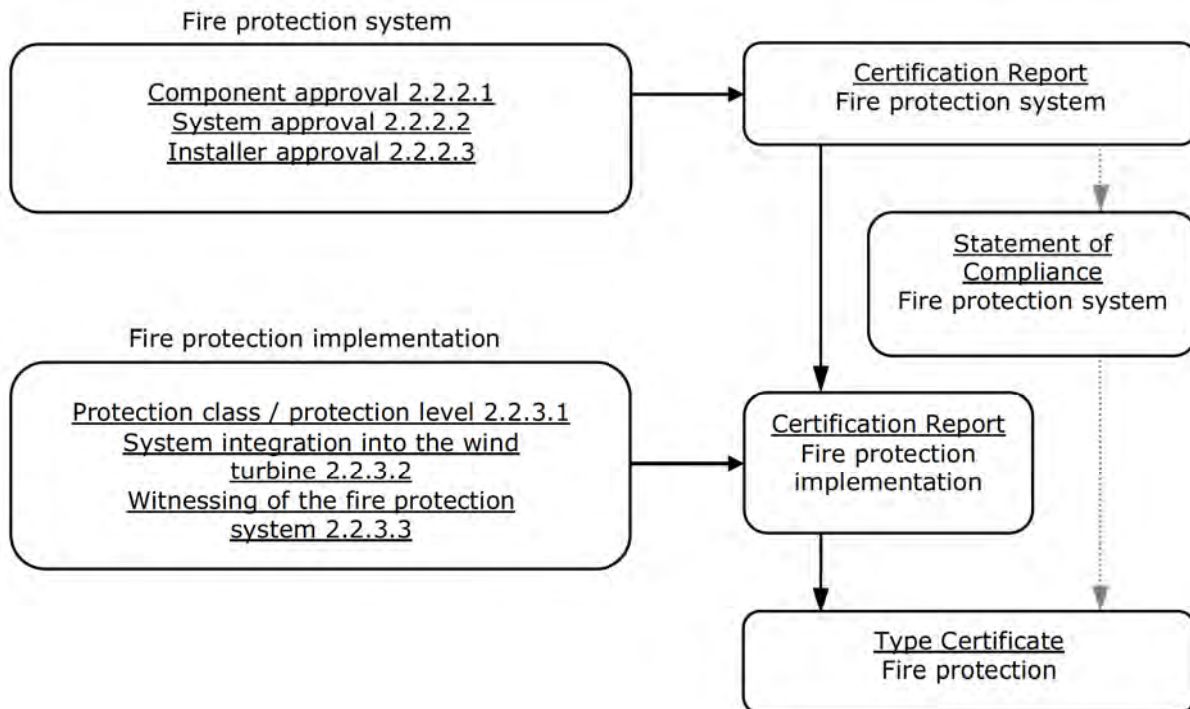 Fire protection system
Component approval 2.2.2.1
System approval 2.2.2.2
Installer approval 2.2.2.3
Certification Report
Fire protection system
Statement of
Compliance
Fire protection system
Fire protection implementation
Protection class / protection level 2.2.3.1
System integration into the wind
turbine 2.2.3.2
Witnessing of the fire protection
system 2.2.3.3
Certification Report
Fire protection
implementation
Type Certificate
Fire protection